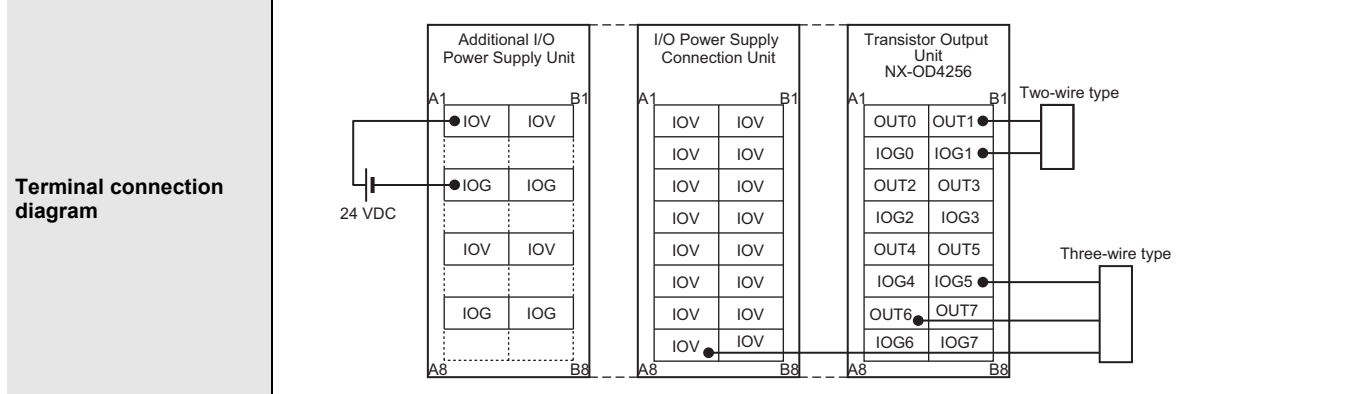 Terminal connection
diagram
24 VDC
Additional I/O
Power Supply Unit
A1 B1
IOV IOV
IOG IOG
IOV IOV
IOG IOG
A8 B8
I/O Power Supply
Connection Unit
A1 B1
IOV IOV
IOV IOV
IOV IOV
IOV IOV
IOV IOV
IOV IOV
IOV IOV
IOV IOV
A8 B8
Transistor Output
Unit
NX-OD4256
A1 B1
OUT0 OUT1
IOG0 IOG1
OUT2 OUT3
IOG2 IOG3
OUT4 OUT5
IOG4 IOG5
OUT6 OUT7
IOG6 IOG7
A8 B8
Two-wire type
Three-wire type